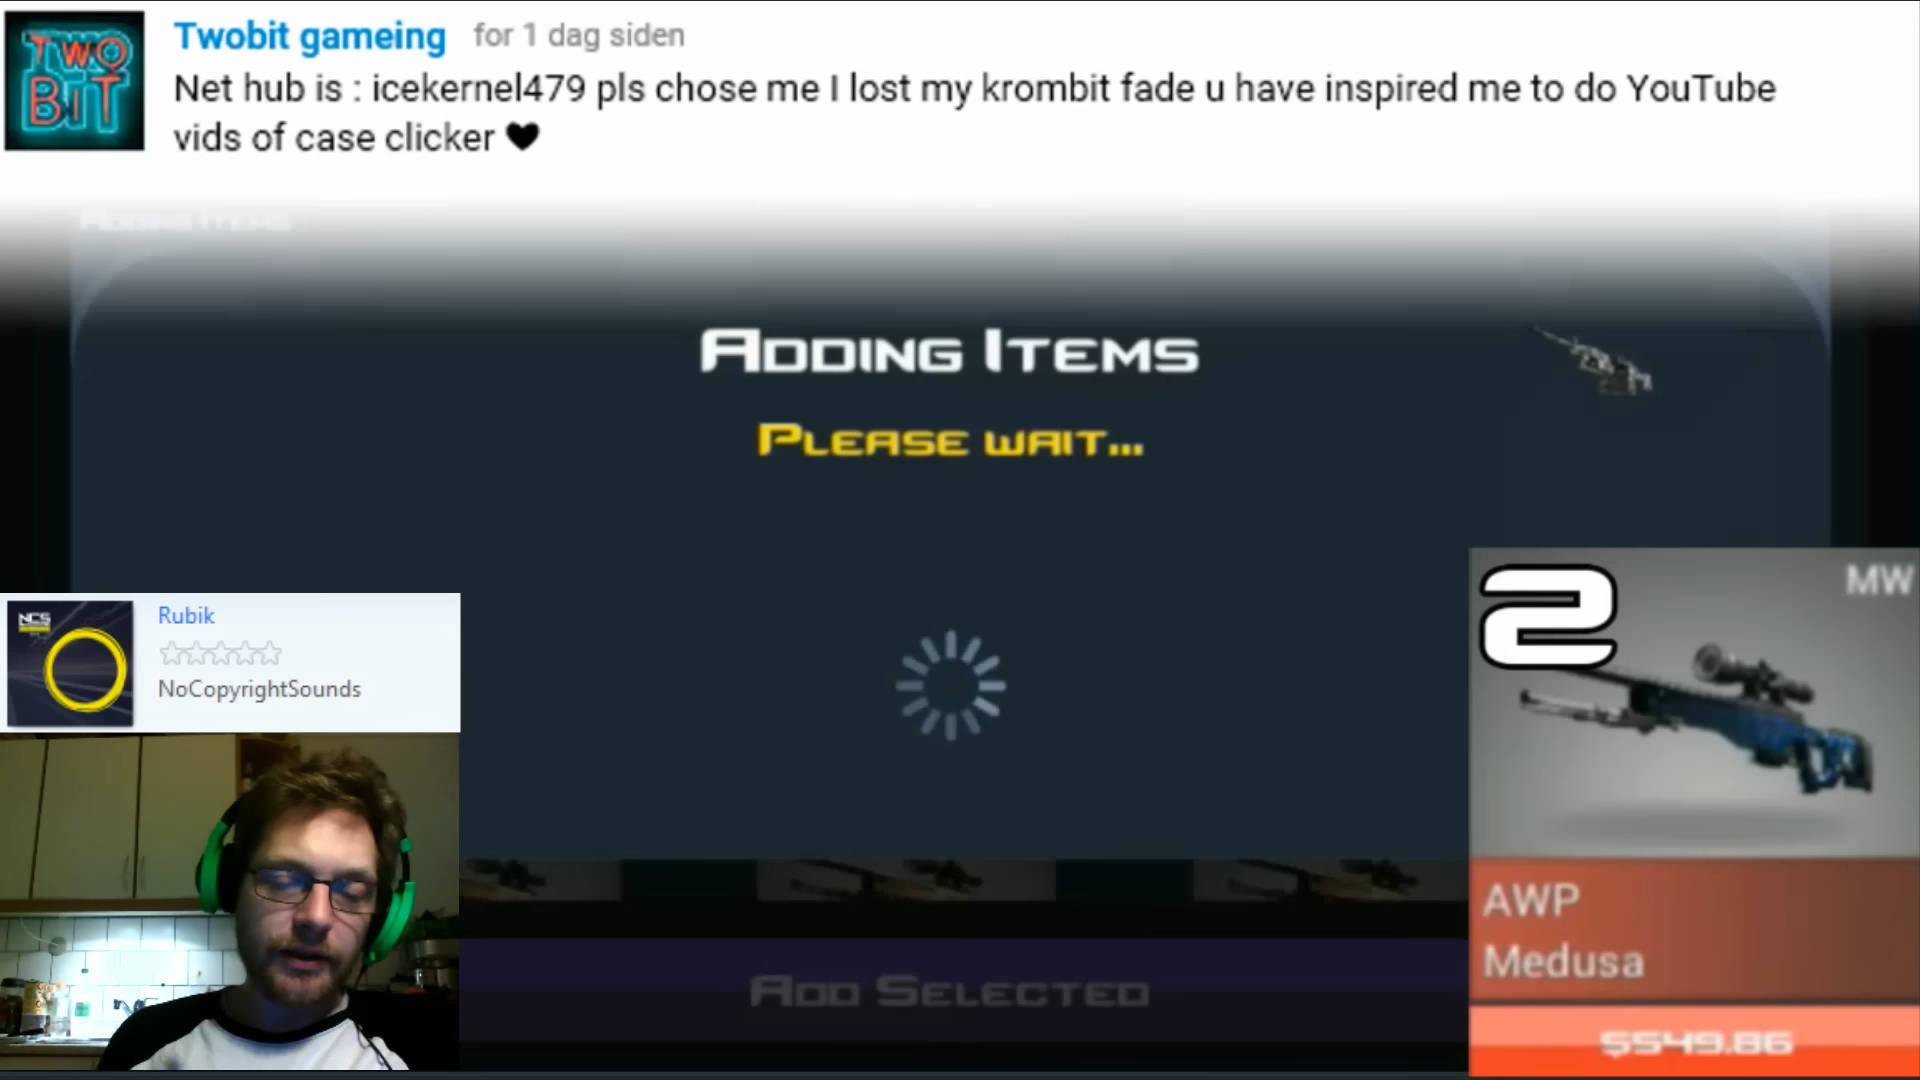 TWO
BIT
Twobit gameing for 1 dag siden
Net hub is : icekernel479 pls chose me I lost my krombit fade u have inspired me to do YouTube
vids of case clicker ♥
Adding Items
Adding Items
Please wait...
2
MW
NCS
Rubik
NoCopyrightSounds
AWP
Medusa
Add Selected
$549.86